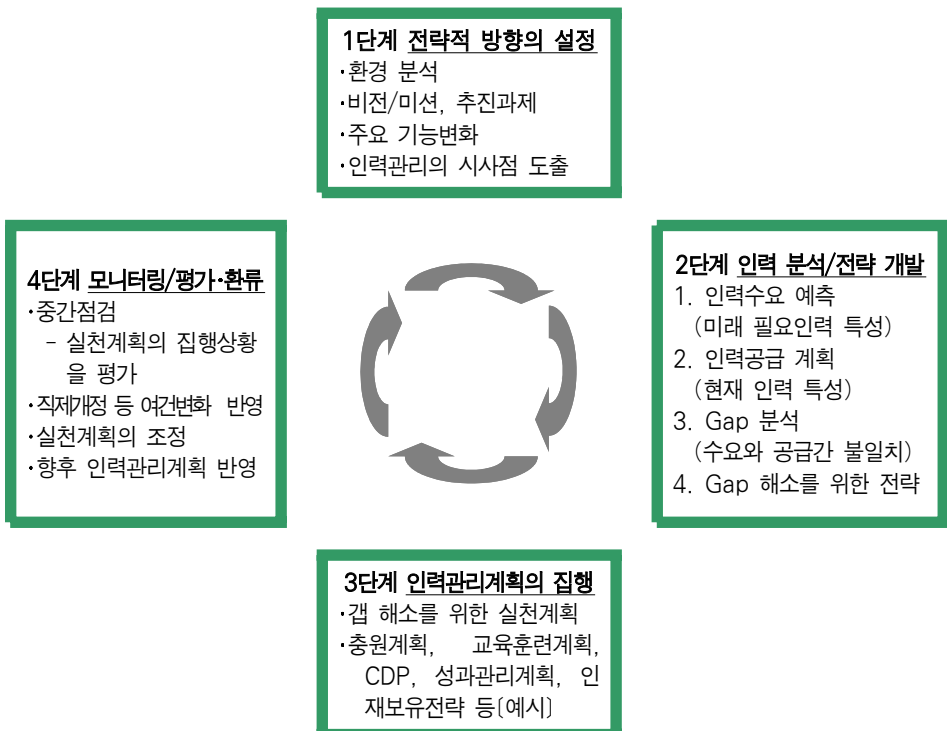 1단계 전략적 방향의 설정
·환경 분석
·비전/미션, 추진과제
·주요 기능변화
·인력관리의 시사점 도출
2단계 인력 분석/전략 개발
1. 인력수요 예측
(미래 필요인력 특성)
2. 인력공급 계획
(현재 인력 특성)
3. Gap 분석
(수요와 공급간 불일치)
4. Gap 해소를 위한 전략
3단계 인력관리계획의 집행
·갭 해소를 위한 실천계획
·충원계획, 교육훈련계획,
CDP, 성과관리계획, 인
재보유전략 등(예시)
4단계 모니터링/평가·환류
·중간점검
- 실천계획의 집행상황
을 평가
·직제개정 등 여건변화 반영
·실천계획의 조정
·향후 인력관리계획 반영